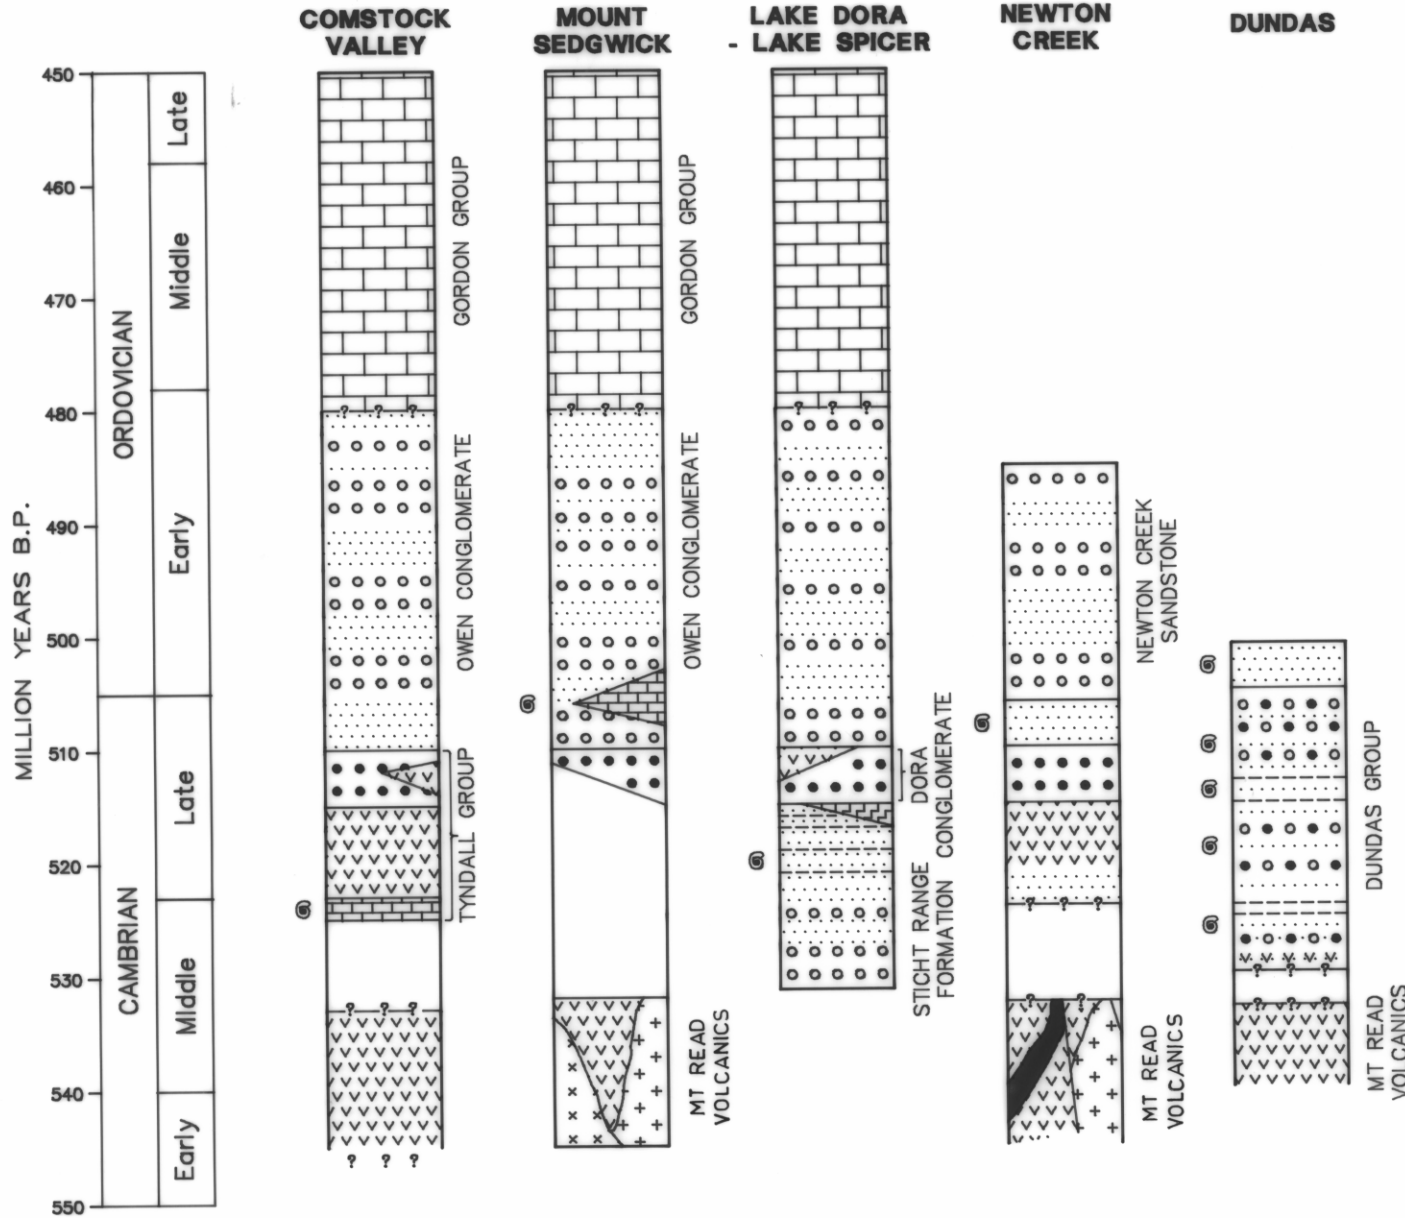 COMSTOCK
VALLEY
MOUNT
SEDGWICK
LAKE DORA
- LAKE SPICER
NEWTON
CREEK
DUNDAS
MILLION YEARS B.P.
450
460
470
480
490
500
510
520
530
540
550
ORDOVICIAN
CAMBRIAN
Late
Middle
Early
Late
Middle
Early
GORDON GROUP
OWEN CONGLOMERATE
TYNDALL GROUP
? ? ?
? ? ?
? ? ?
GORDON GROUP
OWEN CONGLOMERATE
MT READ
VOLCANICS
? ? ?
DORA
CONGLOMERATE
STICHT RANGE
FORMATION
? ? ?
NEWTON CREEK
SANDSTONE
MT READ
VOLCANICS
? ? ?
? ?
DUNDAS GROUP
MT READ
VOLCANICS
? ? ?
? ? ?